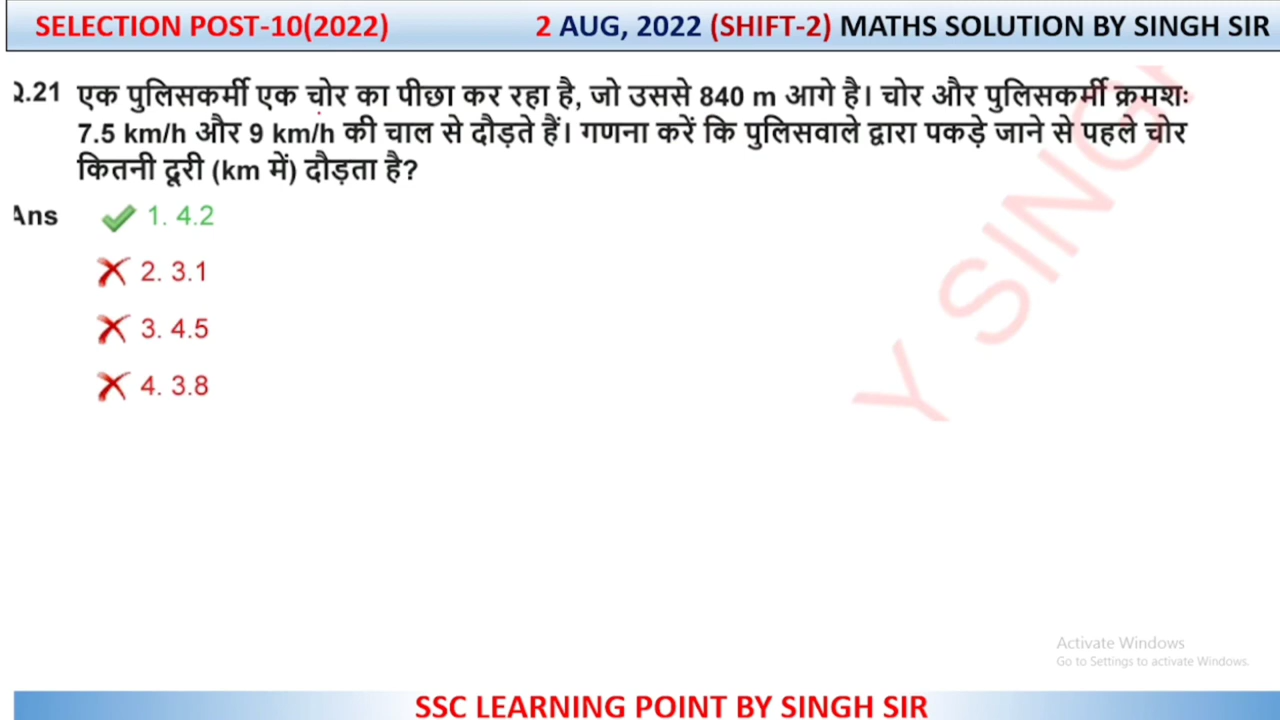 SELECTION POST-10(2022) 2 AUG, 2022 (SHIFT-2) MATHS SOLUTION BY SINGH SIR
Q.21 एक पुलिसकर्मी एक चोर का पीछा कर रहा है, जो उससे 840 m आगे है। चोर और पुलिसकर्मी क्रमशः
7.5 km/h और 9 km/h की चाल से दौड़ते हैं। गणना करें कि पुलिसवाले द्वारा पकड़े जाने से पहले चोर
कितनी दूरी (km में) दौड़ता है?
Ans 1. 4.2
2. 3.1
3. 4.5
4. 3.8
Y SING
Activate Windows
Go to Settings to activate Windows.
SSC LEARNING POINT BY SINGH SIR